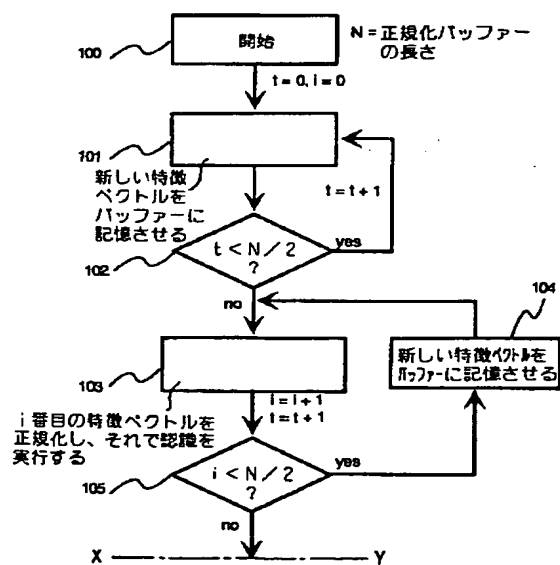 100
開始
N = 正規化バッファー
の長さ
t = 0, i = 0
101
新しい特徴
ベクトルを
バッファーに
記憶させる
t = t + 1
102
t < N / 2
?
yes
no
104
新しい特徴ベクトルを
バッファーに記憶させる
103
i = i + 1
t = t + 1
i番目の特徴ベクトルを
正規化し、それで認識を
実行する
105
i < N / 2
?
yes
no
X
Y